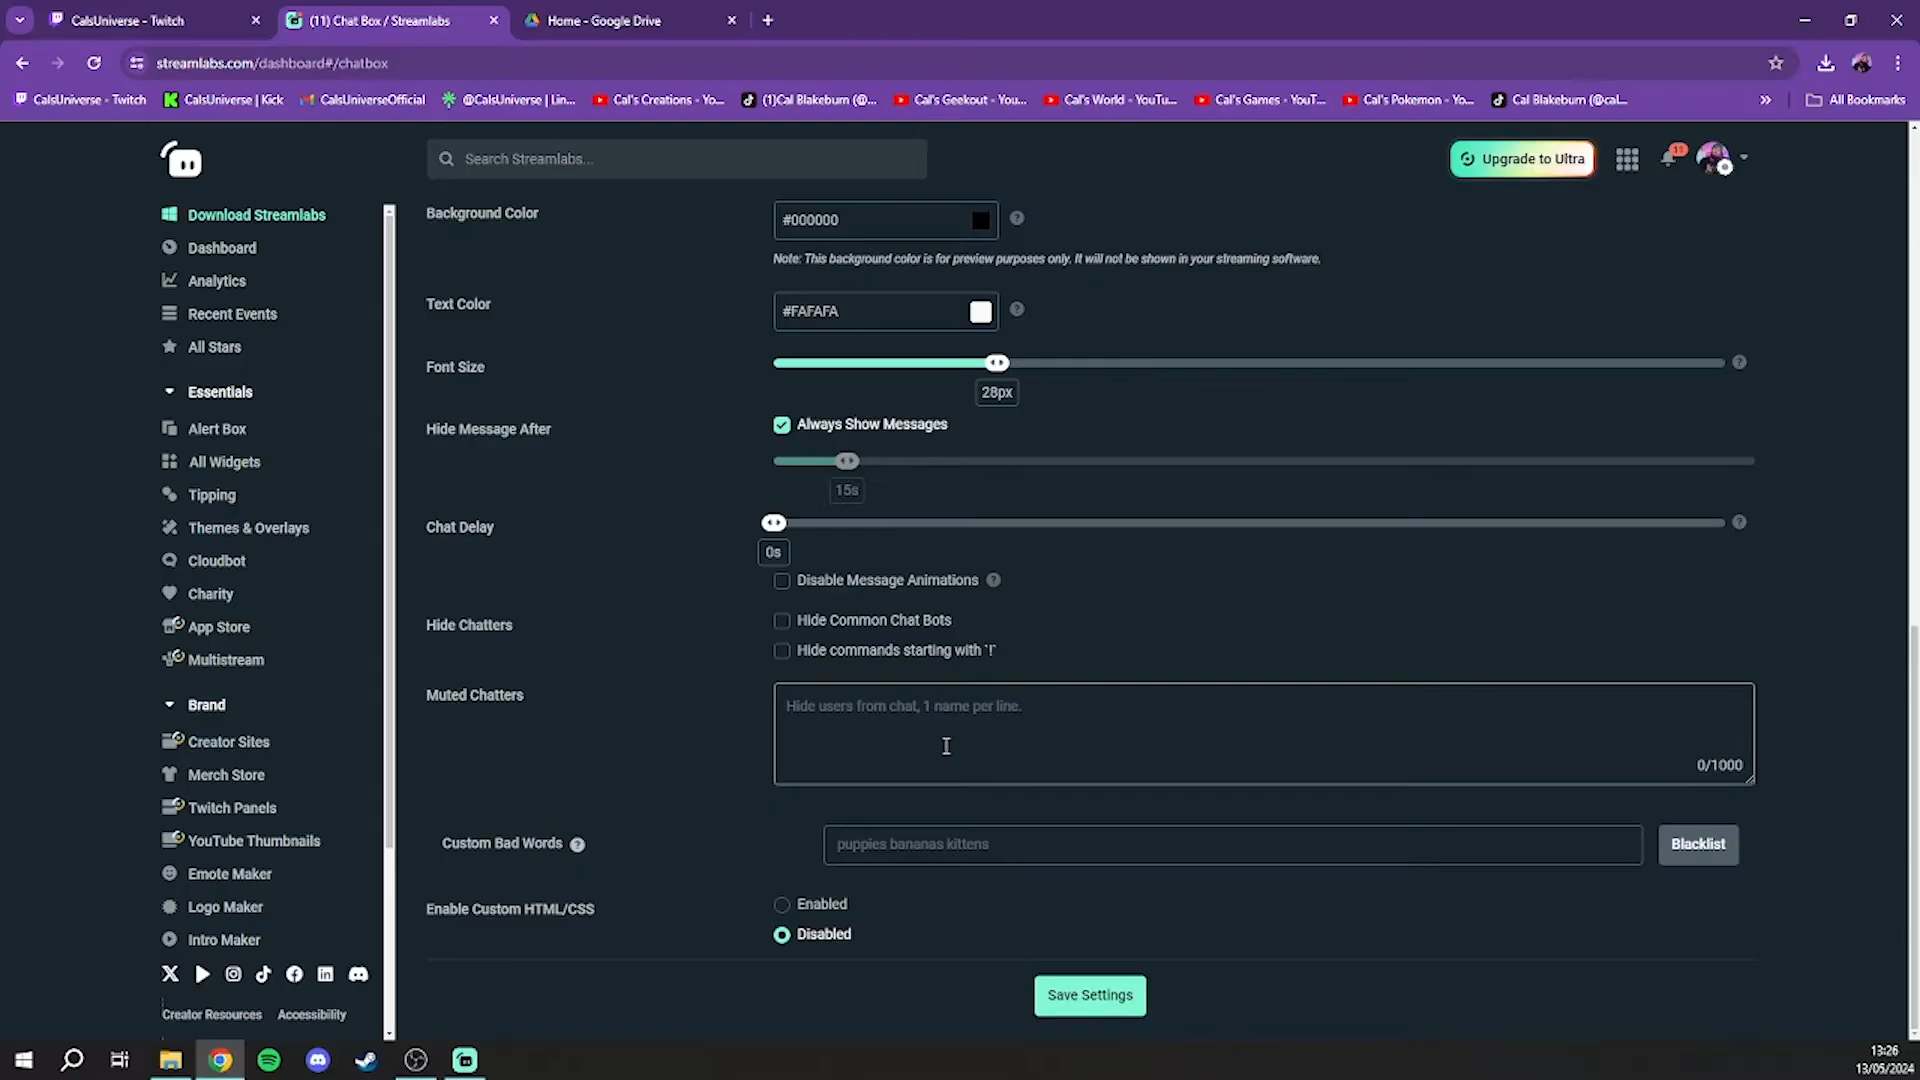 CalsUniverse - Twitch
(11) Chat Box / Streamlabs
Home - Google Drive
streamlabs.com/dashboard#/chatbox
CalsUniverse - Twitch
CalsUniverse | Kick
CalsUniverseOfficial
@CalsUniverse | Lin...
Cal's Creations - Yo...
(1)Cal Blakeburn (@...
Cal's Geekout - You...
Cal's World - YouTu...
Cal's Games - YouT...
Cal's Pokemon - Yo...
Cal Blakeburn (@cal...
All Bookmarks
Search Streamlabs...
Upgrade to Ultra
11
Download Streamlabs
Dashboard
Analytics
Recent Events
All Stars
Essentials
Alert Box
All Widgets
Tipping
Themes & Overlays
Cloudbot
Charity
App Store
Multistream
Brand
Creator Sites
Merch Store
Twitch Panels
YouTube Thumbnails
Emote Maker
Logo Maker
Intro Maker
Creator Resources
Accessibility
Background Color
#000000
Note: This background color is for preview purposes only. It will not be shown in your streaming software.
Text Color
#FAFAFA
Font Size
28px
Hide Message After
Always Show Messages
15s
Chat Delay
0s
Disable Message Animations
Hide Chatters
Hide Common Chat Bots
Hide commands starting with `!`
Muted Chatters
Hide users from chat, 1 name per line.
0/1000
Custom Bad Words
puppies bananas kittens
Blacklist
Enable Custom HTML/CSS
Enabled
Disabled
Save Settings
13:26
13/05/2024